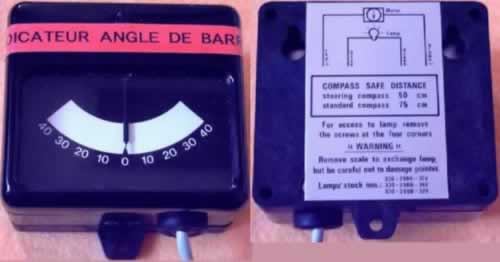 DICATEUR ANGLE DE BAR
40 30 20 10 0 10 20 30 40
Motor
Lamp
COMPASS SAFE DISTANCE
steering compass 50 cm
standard compass 75 cm
For access to lamp remove
the screws at the four corners
" WARNING "
Remove scale to exchange lamp,
but be careful not to damage pointer.
Lamps' stock nos.: